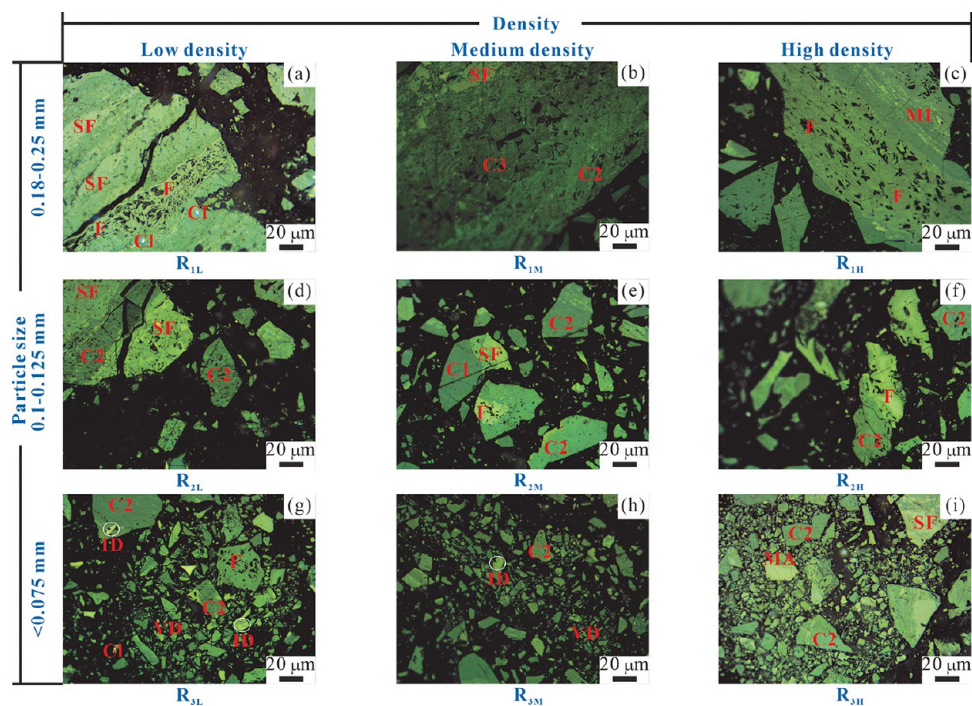 Density
Low density
Medium density
High density
Particle size
0.18-0.25 mm
(a)
SF
SF
F
F
C1
C1
20 μm
R1L
(b)
SF
C3
C2
20 μm
R1M
(c)
F
MI
F
20 μm
R1H
0.1-0.125 mm
(d)
SF
SF
C2
C2
20 μm
R2L
(e)
C2
SF
C1
F
C2
20 μm
R2M
(f)
C2
F
C2
20 μm
R2H
<0.075 mm
(g)
C2
ID
F
C2
VD
ID
C1
20 μm
R3L
(h)
C2
ID
VD
20 μm
R3M
(i)
SF
C2
MA
C2
20 μm
R3H